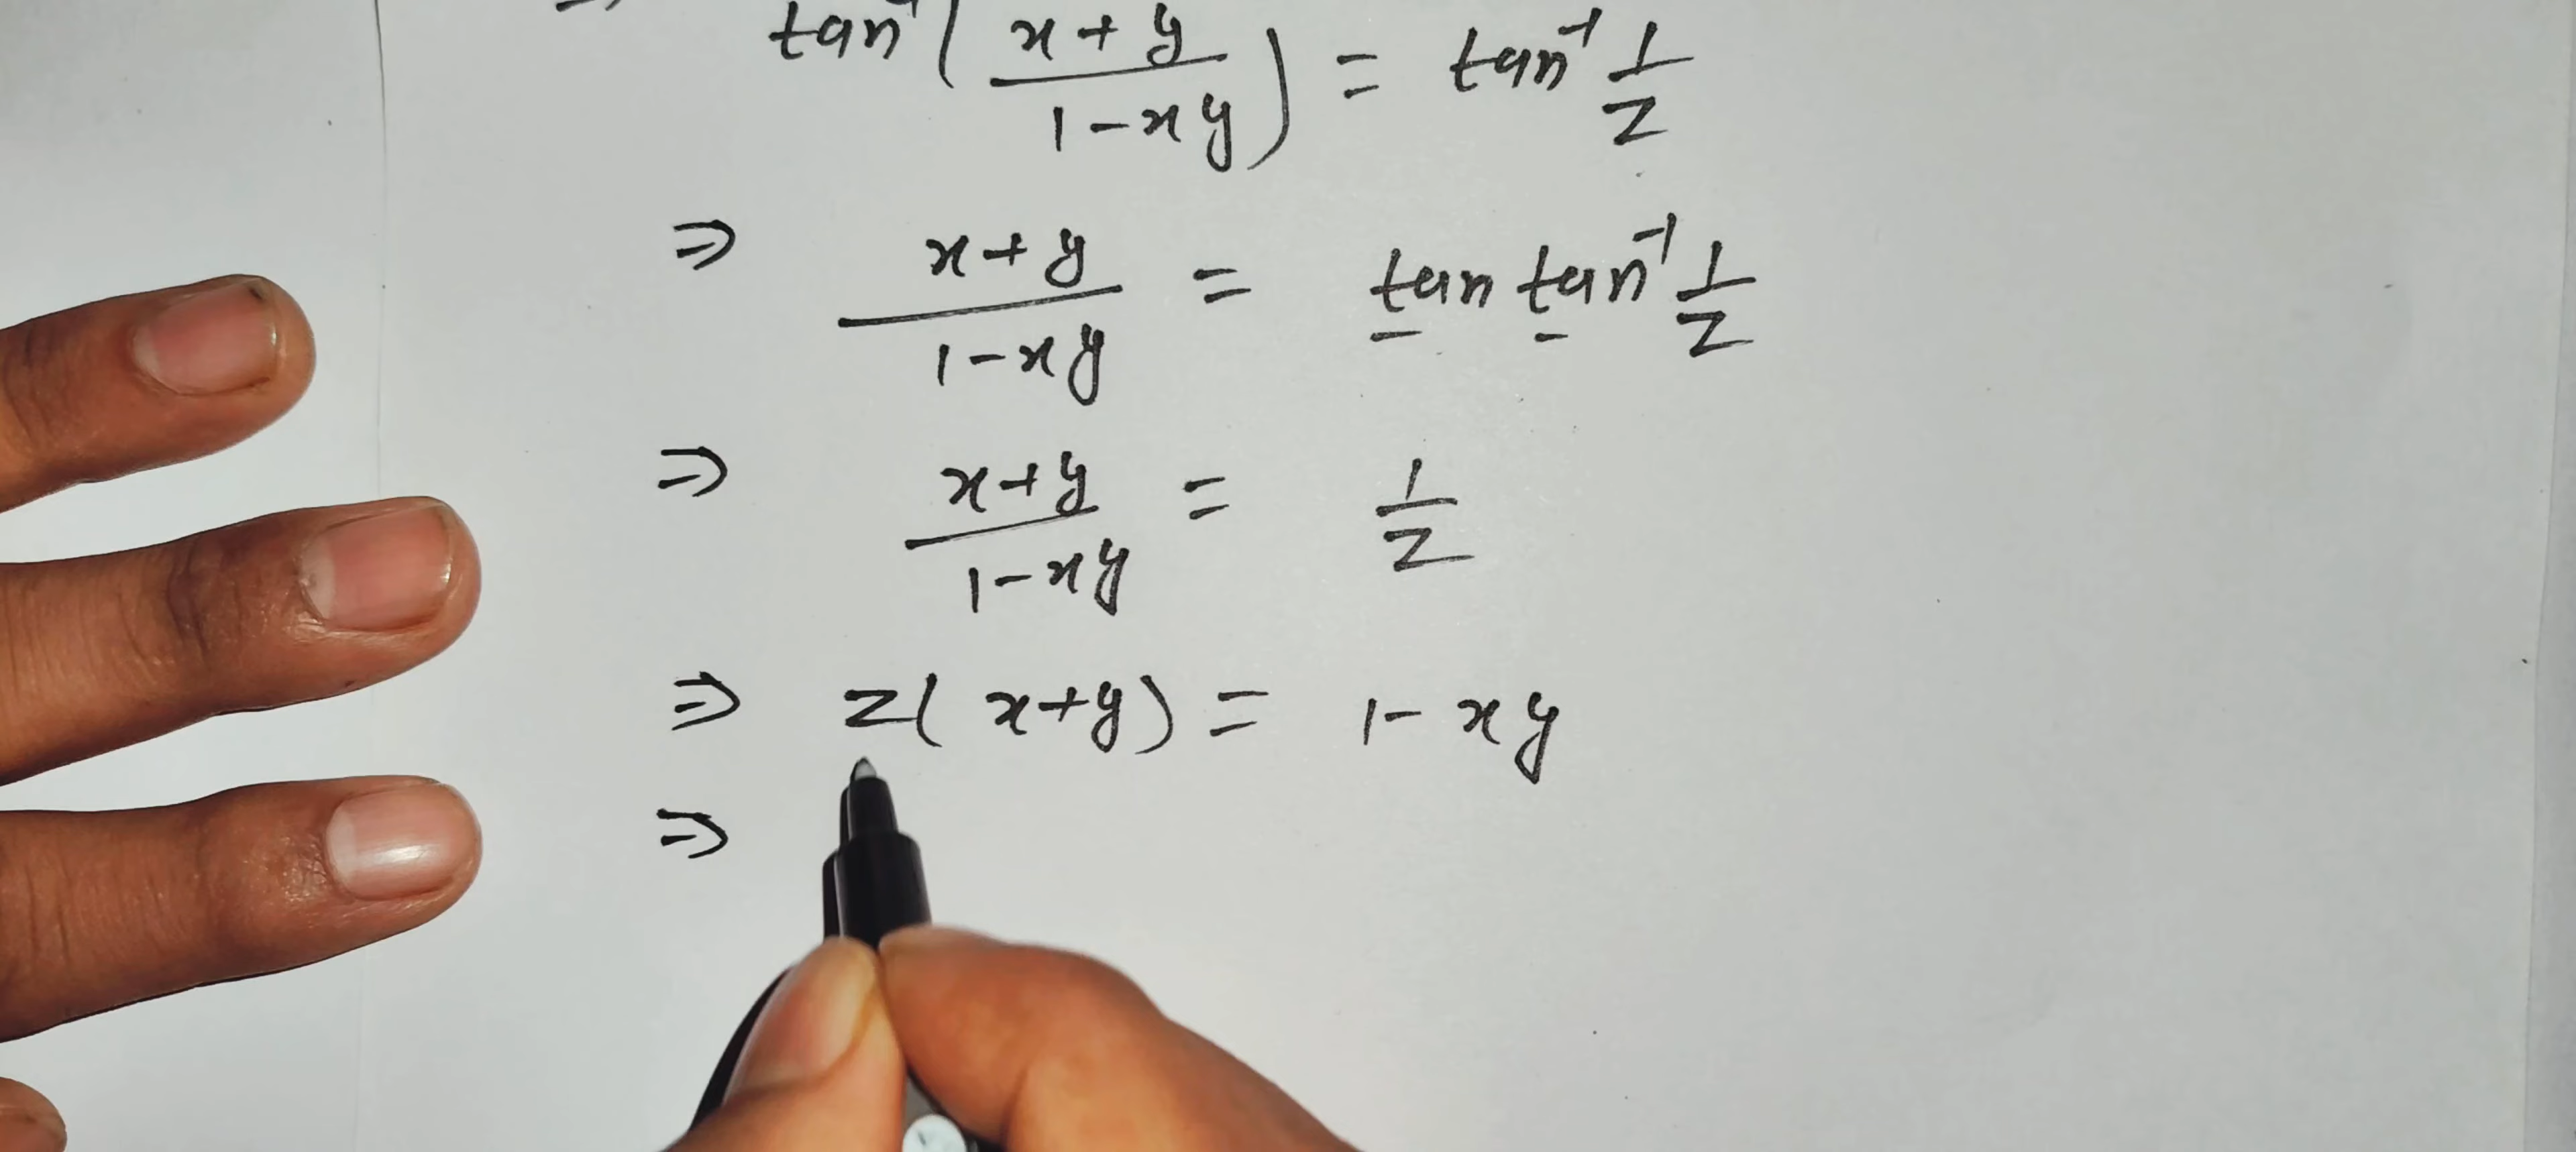 ⇒ tan⁻¹(x+y/1-xy) = tan⁻¹ 1/z
⇒ x+y/1-xy = tan tan⁻¹ 1/z
⇒ x+y/1-xy = 1/z
⇒ z(x+y) = 1-xy
⇒